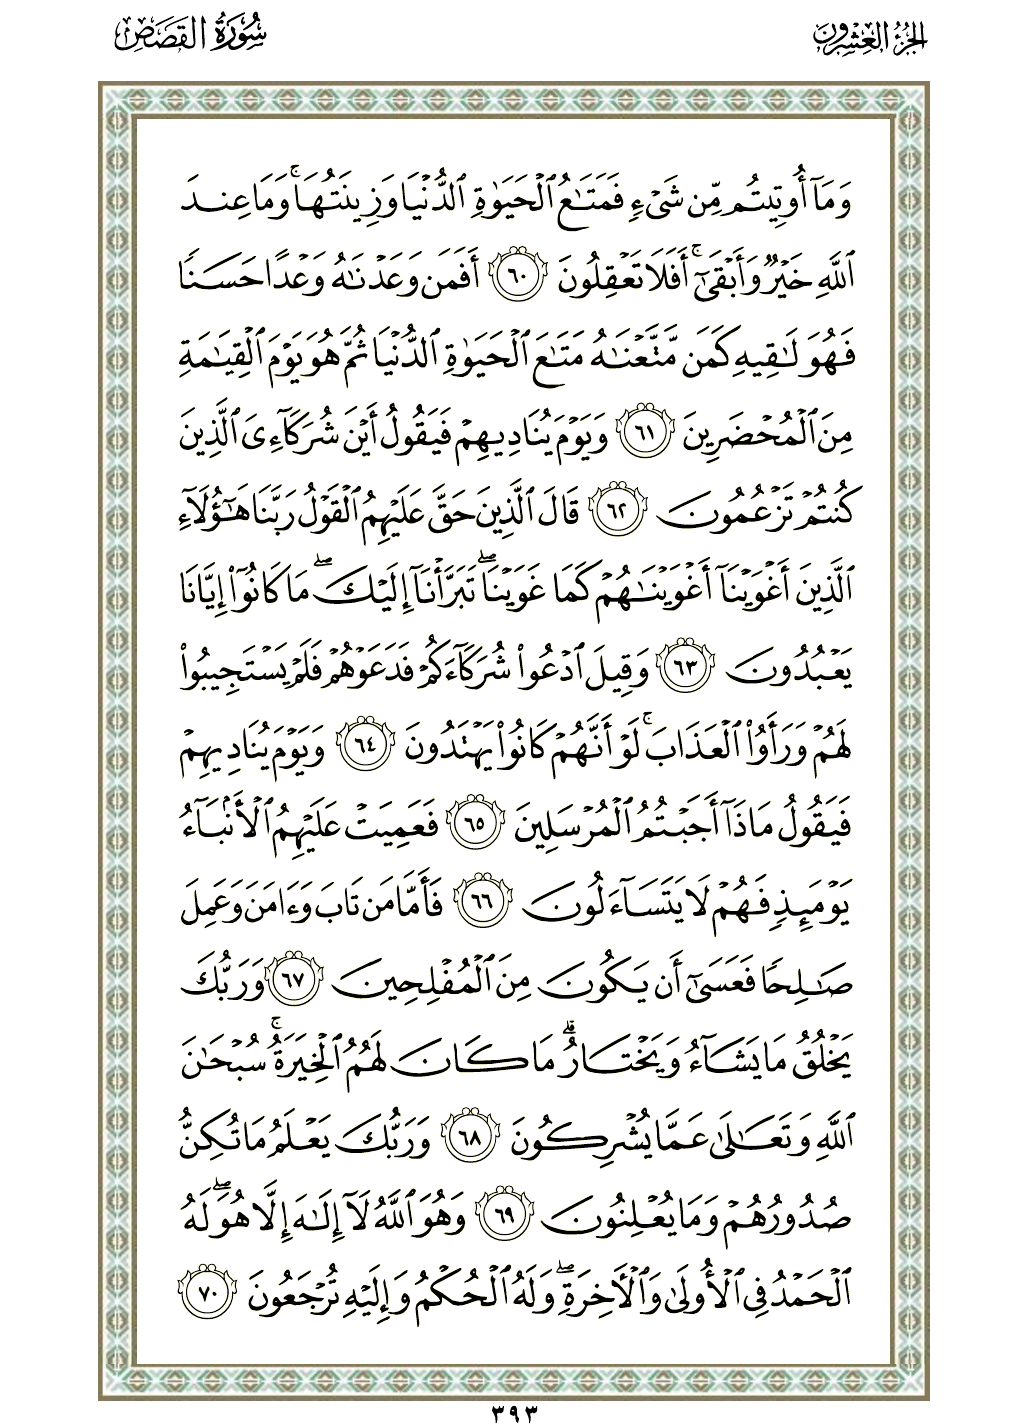 الجزء العشرون
سورة القصص
وَمَآ أُوتِيتُم مِّن شَىْءٍ فَمَتَٰعُ ٱلْحَيَوٰةِ ٱلدُّنْيَا وَزِينَتُهَا ۚ وَمَا عِندَ
ٱللَّهِ خَيْرٌ وَأَبْقَىٰٓ ۚ أَفَلَا تَعْقِلُونَ ٦٠ أَفَمَن وَعَدْنَٰهُ وَعْدًا حَسَنًا
فَهُوَ لَٰقِيهِ كَمَن مَّتَّعْنَٰهُ مَتَٰعَ ٱلْحَيَوٰةِ ٱلدُّنْيَا ثُمَّ هُوَ يَوْمَ ٱلْقِيَٰمَةِ
مِنَ ٱلْمُحْضَرِينَ ٦١ وَيَوْمَ يُنَادِيهِمْ فَيَقُولُ أَيْنَ شُرَكَآءِىَ ٱلَّذِينَ
كُنتُمْ تَزْعُمُونَ ٦٢ قَالَ ٱلَّذِينَ حَقَّ عَلَيْهِمُ ٱلْقَوْلُ رَبَّنَا هَٰٓؤُلَآءِ
ٱلَّذِينَ أَغْوَيْنَآ أَغْوَيْنَٰهُمْ كَمَا غَوَيْنَا ۖ تَبَرَّأْنَآ إِلَيْكَ ۖ مَا كَانُوٓا۟ إِيَّانَا
يَعْبُدُونَ ٦٣ وَقِيلَ ٱدْعُوا۟ شُرَكَآءَكُمْ فَدَعَوْهُمْ فَلَمْ يَسْتَجِيبُوا۟
لَهُمْ وَرَأَوُا۟ ٱلْعَذَابَ ۚ لَوْ أَنَّهُمْ كَانُوا۟ يَهْتَدُونَ ٦٤ وَيَوْمَ يُنَادِيهِمْ
فَيَقُولُ مَاذَآ أَجَبْتُمُ ٱلْمُرْسَلِينَ ٦٥ فَعَمِيَتْ عَلَيْهِمُ ٱلْأَنۢبَآءُ
يَوْمَئِذٍ فَهُمْ لَا يَتَسَآءَلُونَ ٦٦ فَأَمَّا مَن تَابَ وَءَامَنَ وَعَمِلَ
صَٰلِحًا فَعَسَىٰٓ أَن يَكُونَ مِنَ ٱلْمُفْلِحِينَ ٦٧ وَرَبُّكَ
يَخْلُقُ مَا يَشَآءُ وَيَخْتَارُ ۗ مَا كَانَ لَهُمُ ٱلْخِيَرَةُ ۚ سُبْحَٰنَ
ٱللَّهِ وَتَعَٰلَىٰ عَمَّا يُشْرِكُونَ ٦٨ وَرَبُّكَ يَعْلَمُ مَا تُكِنُّ
صُدُورُهُمْ وَمَا يُعْلِنُونَ ٦٩ وَهُوَ ٱللَّهُ لَآ إِلَٰهَ إِلَّا هُوَ ۖ لَهُ
ٱلْحَمْدُ فِى ٱلْأُولَىٰ وَٱلْءَاخِرَةِ ۖ وَلَهُ ٱلْحُكْمُ وَإِلَيْهِ تُرْجَعُونَ ٧٠
٣٩٣